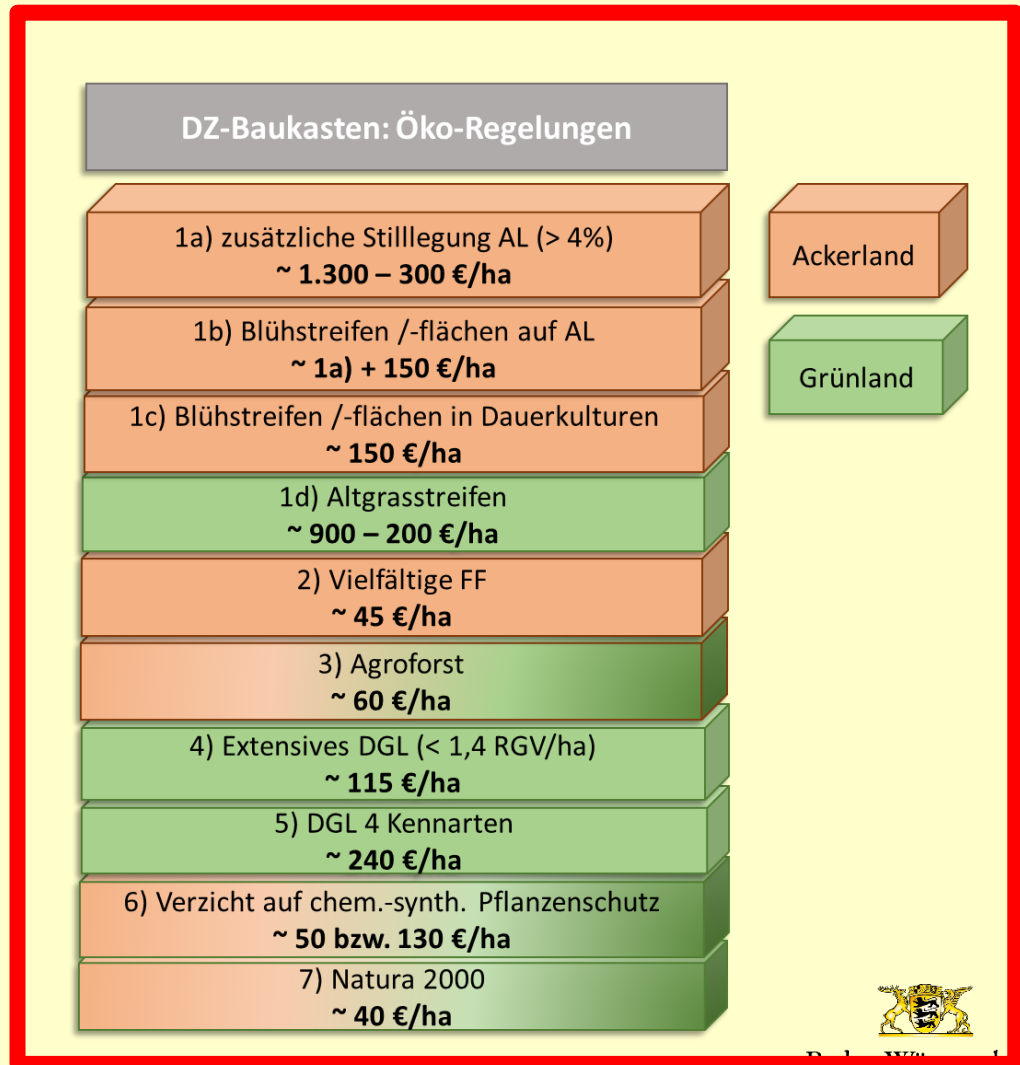 DZ-Baukasten: Öko-Regelungen
1a) zusätzliche Stilllegung AL (> 4%)
~ 1.300 – 300 €/ha
1b) Blühstreifen /-flächen auf AL
~ 1a) + 150 €/ha
1c) Blühstreifen /-flächen in Dauerkulturen
~ 150 €/ha
1d) Altgrasstreifen
~ 900 – 200 €/ha
2) Vielfältige FF
~ 45 €/ha
3) Agroforst
~ 60 €/ha
4) Extensives DGL (< 1,4 RGV/ha)
~ 115 €/ha
5) DGL 4 Kennarten
~ 240 €/ha
6) Verzicht auf chem.-synth. Pflanzenschutz
~ 50 bzw. 130 €/ha
7) Natura 2000
~ 40 €/ha
Ackerland
Grünland